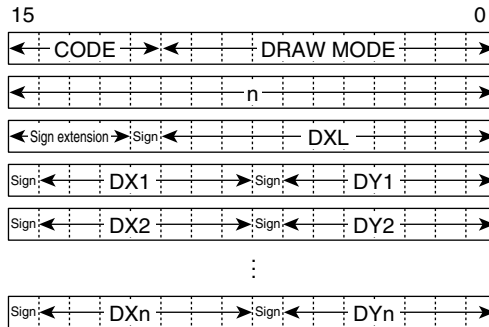 15 0
CODE DRAW MODE
n
Sign extension Sign DXL
Sign DX1 Sign DY1
Sign DX2 Sign DY2
⋮
Sign DXn Sign DYn